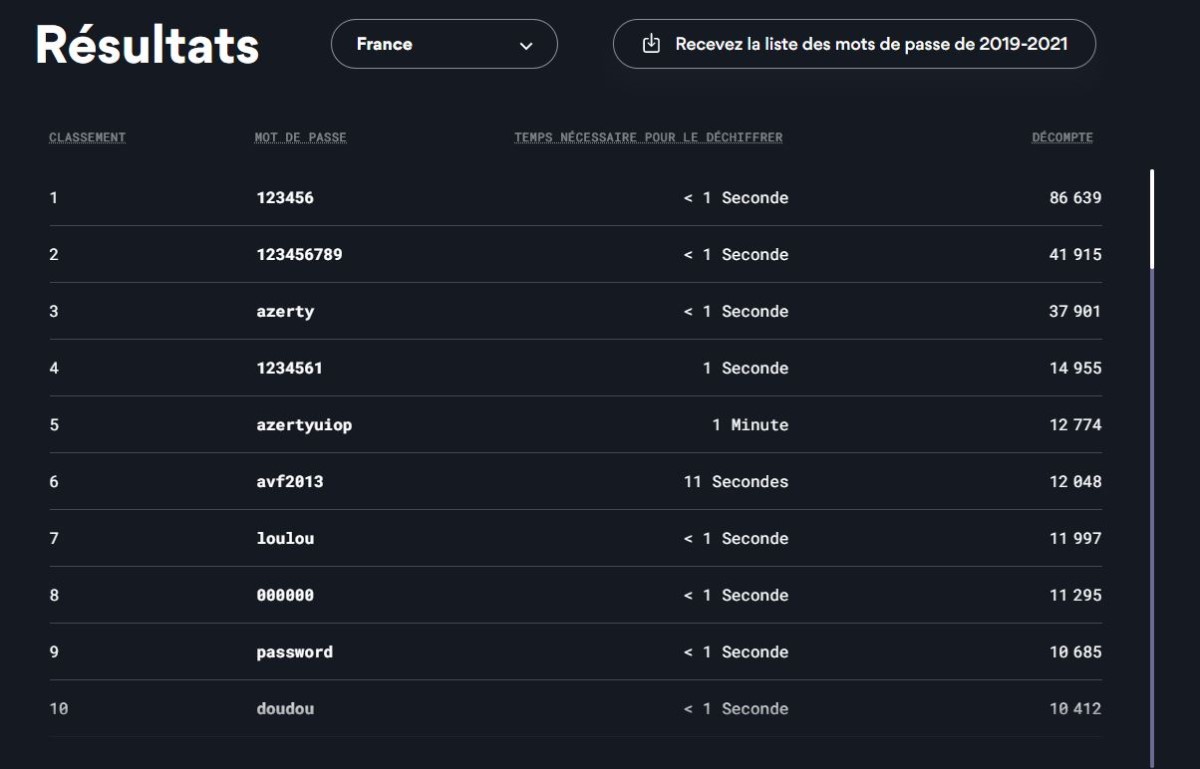 Résultats France Recevez la liste des mots de passe de 2019-2021
CLASSEMENT MOT DE PASSE TEMPS NÉCESSAIRE POUR LE DÉCHIFFRER DÉCOMPTE
1 123456 < 1 Seconde 86 639
2 123456789 < 1 Seconde 41 915
3 azerty < 1 Seconde 37 901
4 1234561 1 Seconde 14 955
5 azertyuiop 1 Minute 12 774
6 avf2013 11 Secondes 12 048
7 loulou < 1 Seconde 11 997
8 000000 < 1 Seconde 11 295
9 password < 1 Seconde 10 685
10 doudou < 1 Seconde 10 412